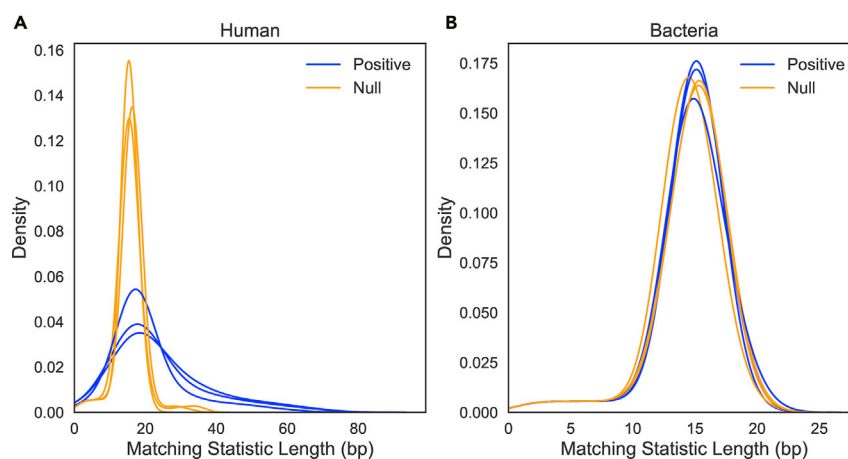 A
Human
0.16
0.14
0.12
0.10
0.08
0.06
0.04
0.02
0.00
Density
Positive
Null
0 20 40 60 80
Matching Statistic Length (bp)
B
Bacteria
0.175
0.150
0.125
0.100
0.075
0.050
0.025
0.000
Density
Positive
Null
0 5 10 15 20 25
Matching Statistic Length (bp)